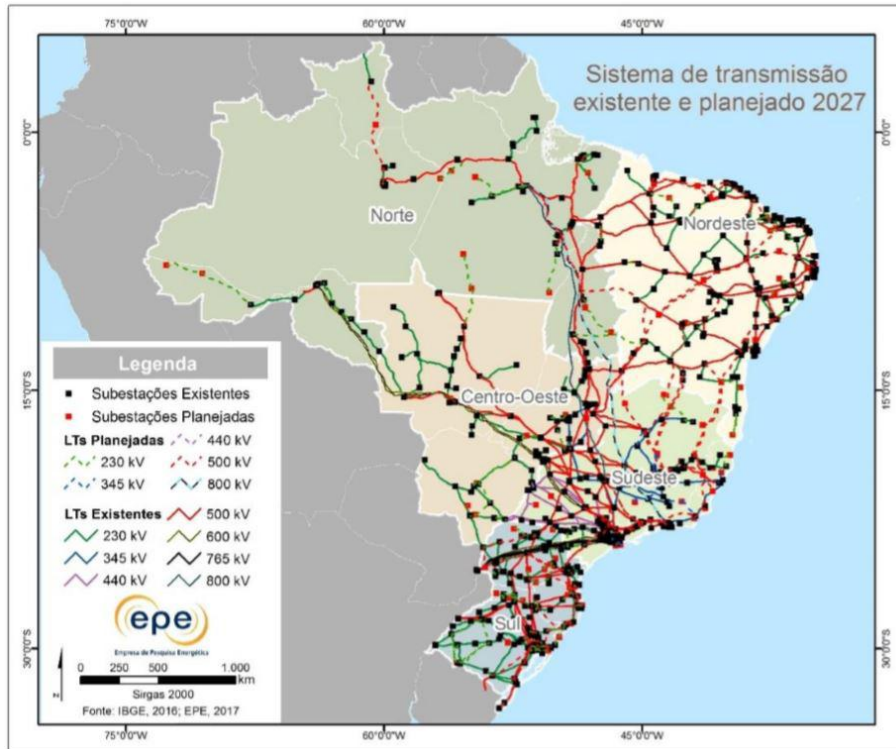 75°0'0"W 60°0'0"W 45°0'0"W
Sistema de transmissão
existente e planejado 2027
0°0'0"
0°0'0"
Norte
Nordeste
Legenda
Subestações Existentes
Subestações Planejadas
LTs Planejadas
440 kV
230 kV
500 kV
345 kV
800 kV
LTs Existentes
500 kV
230 kV
600 kV
345 kV
765 kV
440 kV
800 kV
15°0'0"S
15°0'0"S
Centro-Oeste
Sudeste
Sul
epe
Empresa de Pesquisa Energética
0 250 500 1.000
km
N
Sirgas 2000
Fonte: IBGE, 2016; EPE, 2017
30°0'0"S
30°0'0"S
75°0'0"W 60°0'0"W 45°0'0"W